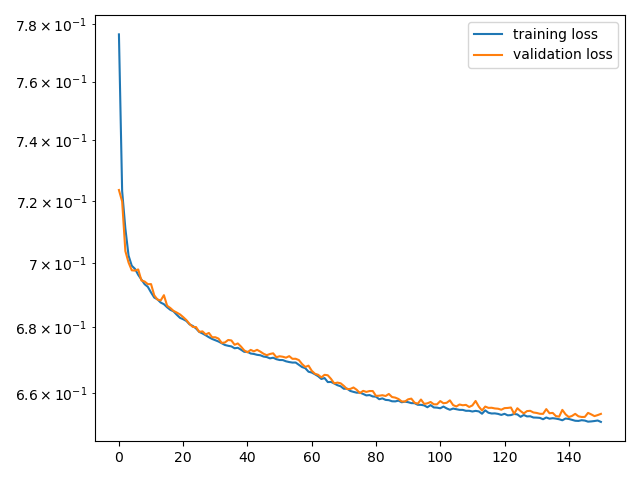 7.8 × 10⁻¹
7.6 × 10⁻¹
7.4 × 10⁻¹
7.2 × 10⁻¹
7 × 10⁻¹
6.8 × 10⁻¹
6.6 × 10⁻¹
training loss
validation loss
0 20 40 60 80 100 120 140